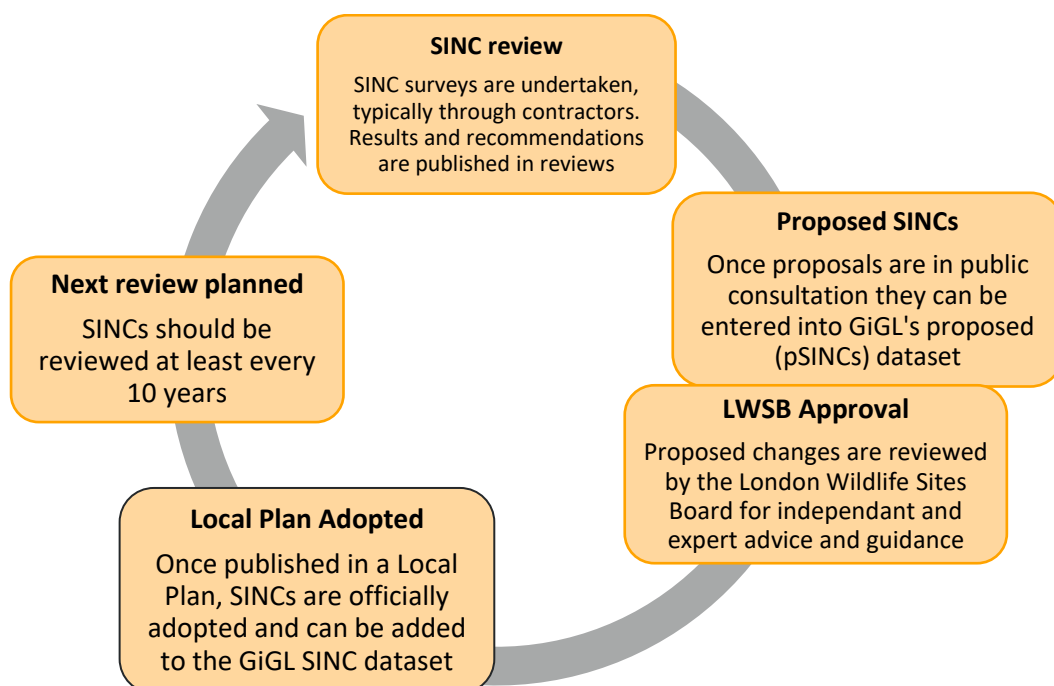 SINC review
SINC surveys are undertaken,
typically through contractors.
Results and recommendations
are published in reviews
Proposed SINCs
Once proposals are in public
consultation they can be
entered into GiGL's proposed
(pSINCs) dataset
LWSB Approval
Proposed changes are reviewed
by the London Wildlife Sites
Board for independant and
expert advice and guidance
Local Plan Adopted
Once published in a Local
Plan, SINCs are officially
adopted and can be added
to the GiGL SINC dataset
Next review planned
SINCs should be
reviewed at least every
10 years